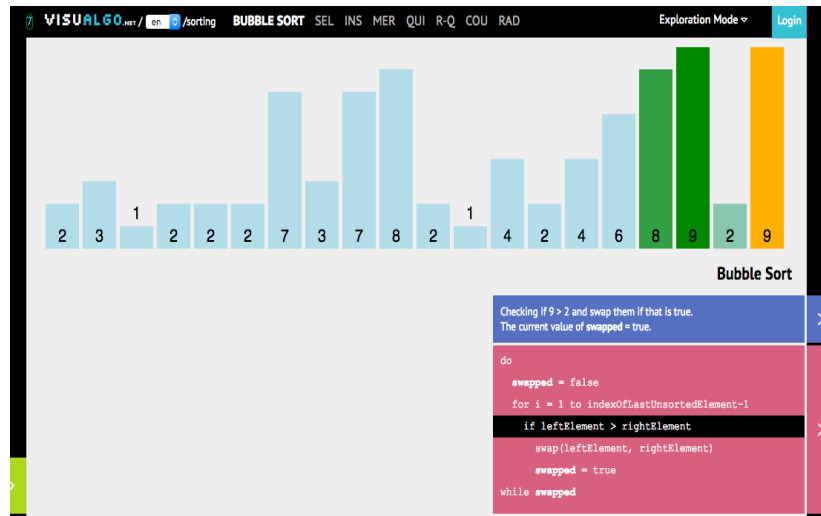 7 VISUALGO.NET / en /sorting BUBBLE SORT SEL INS MER QUI R-Q COU RAD Exploration Mode ▿ Login
1 1
2 3 2 2 2 7 3 7 8 2 4 2 4 6 8 9 2 9
Bubble Sort
Checking if 9 > 2 and swap them if that is true.
The current value of swapped = true.
do
swapped = false
for i = 1 to indexOfLastUnsortedElement-1
if leftElement > rightElement
swap(leftElement, rightElement)
swapped = true
while swapped